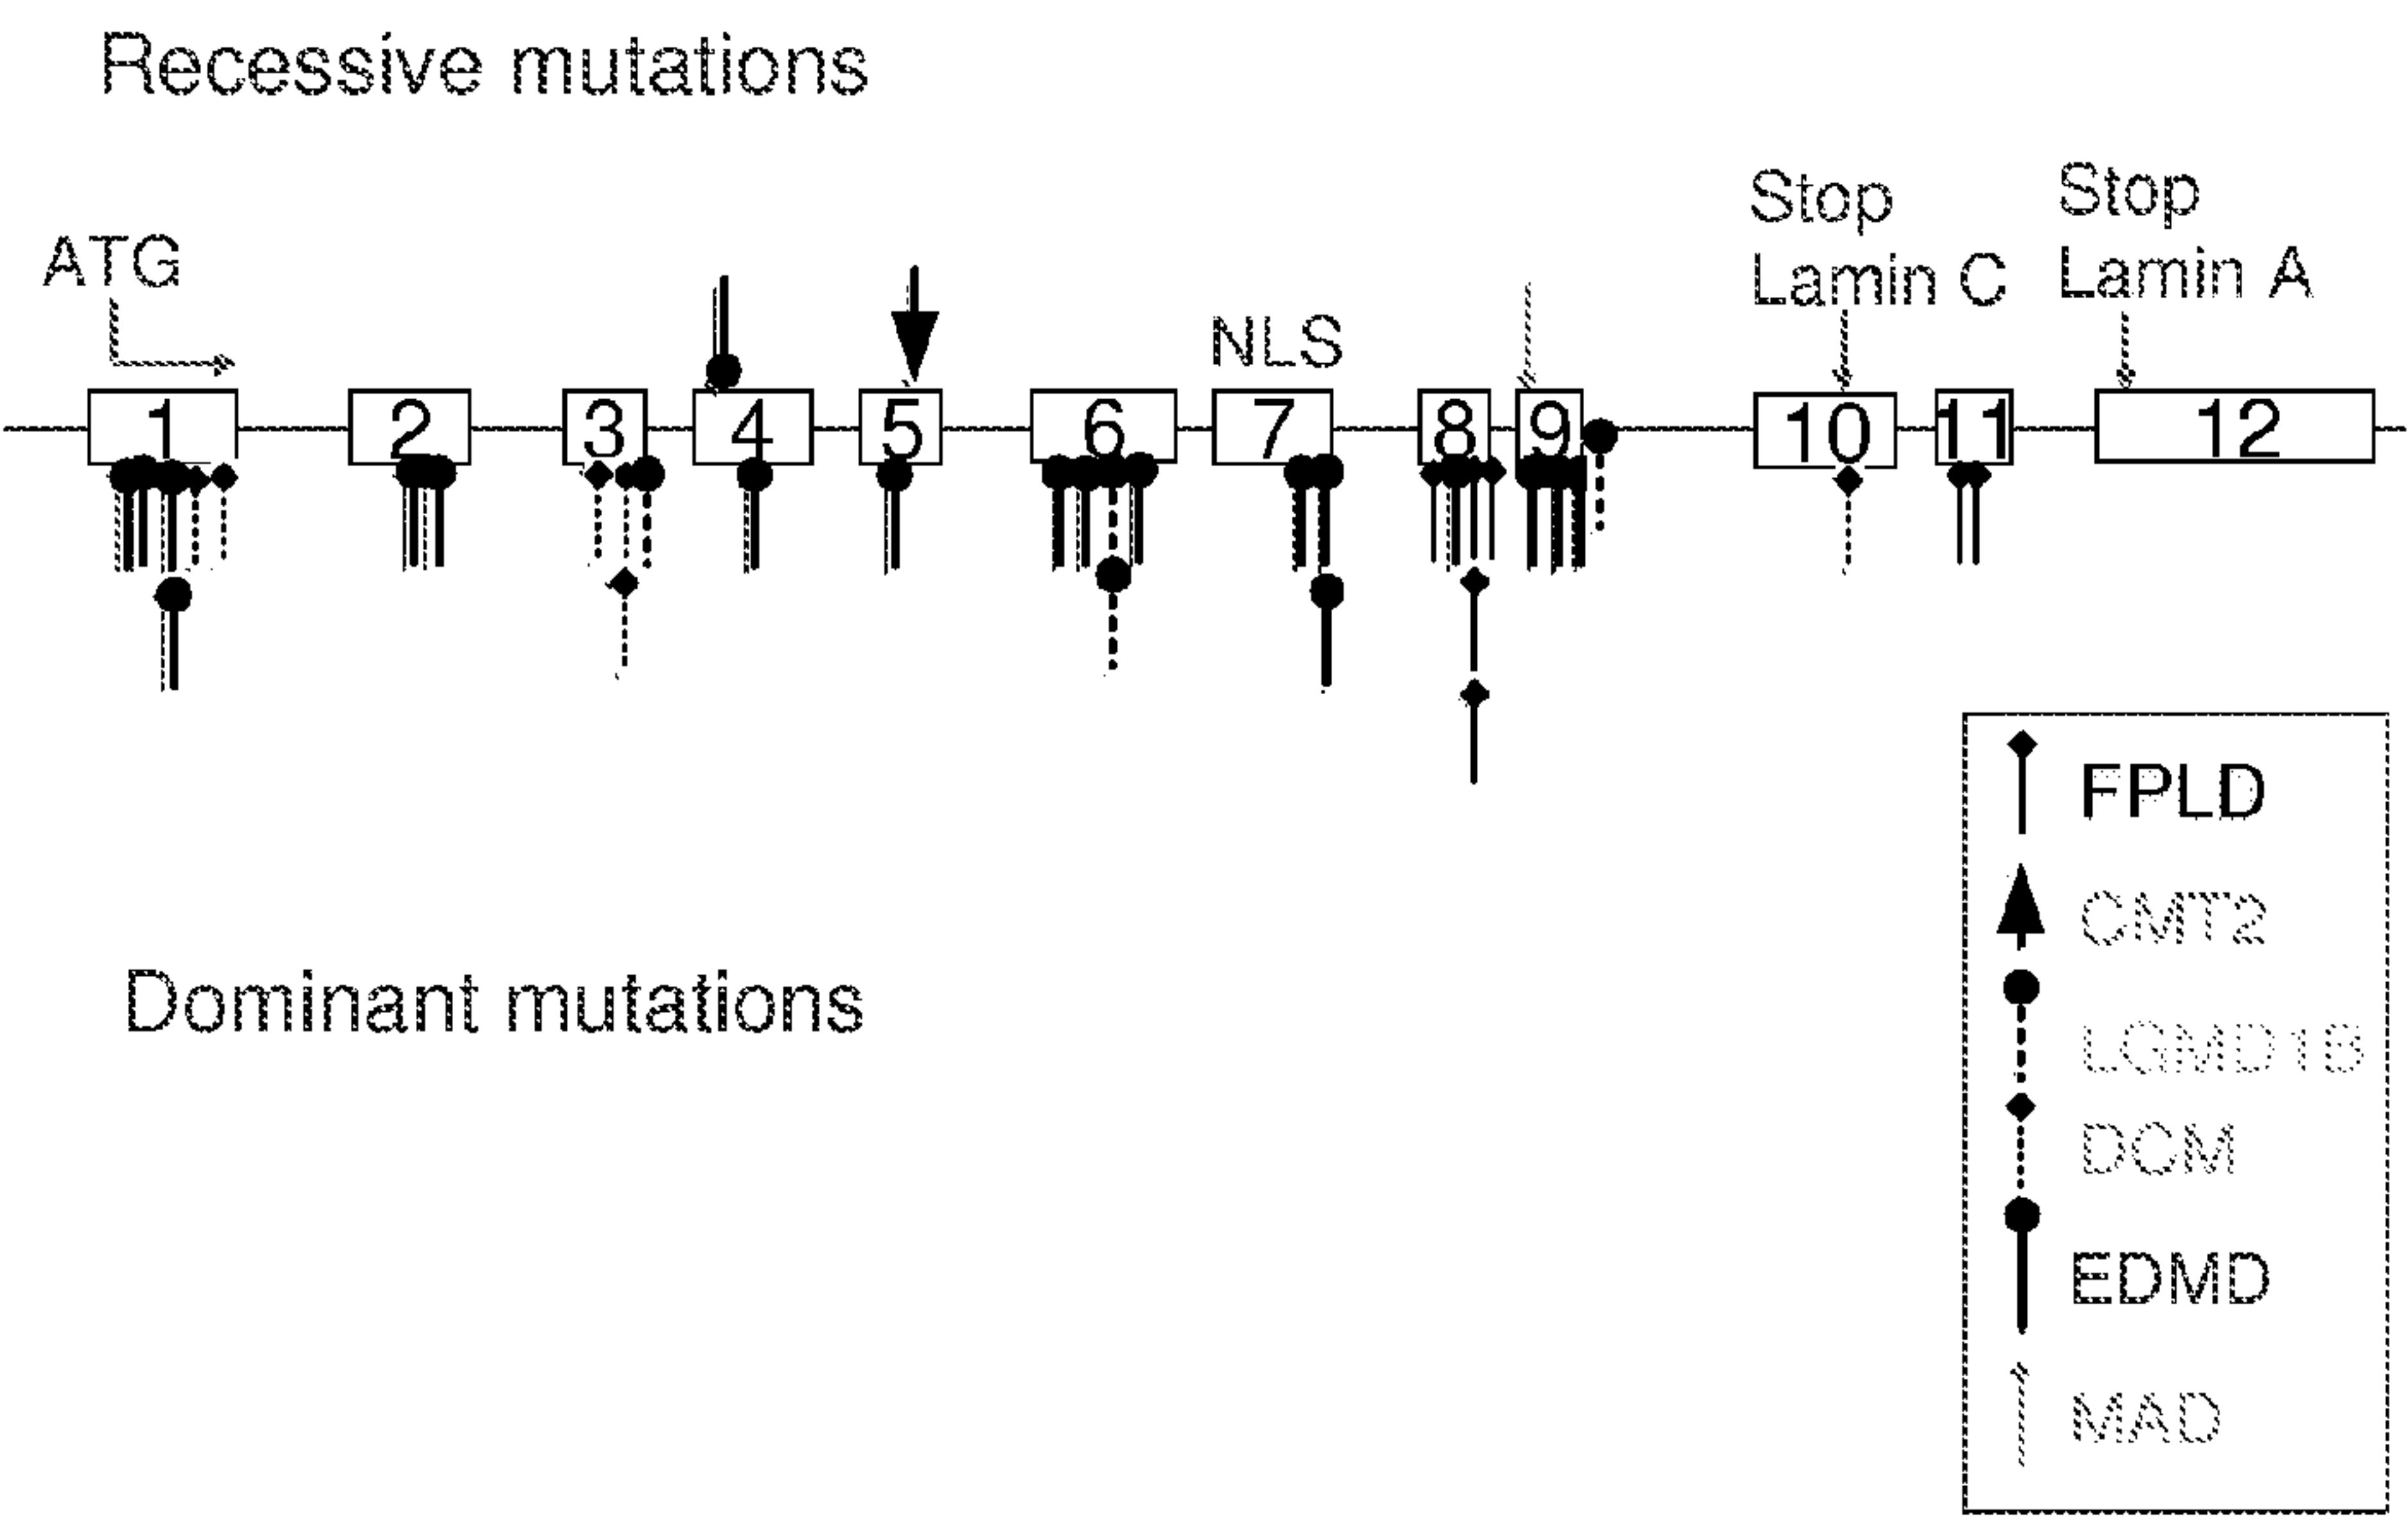 Recessive mutations
ATG
NLS
Stop
Lamin C
Stop
Lamin A
1 2 3 4 5 6 7 8 9 10 11 12
Dominant mutations
FPLD
CMT2
LGMD1B
DCM
EDMD
MAD